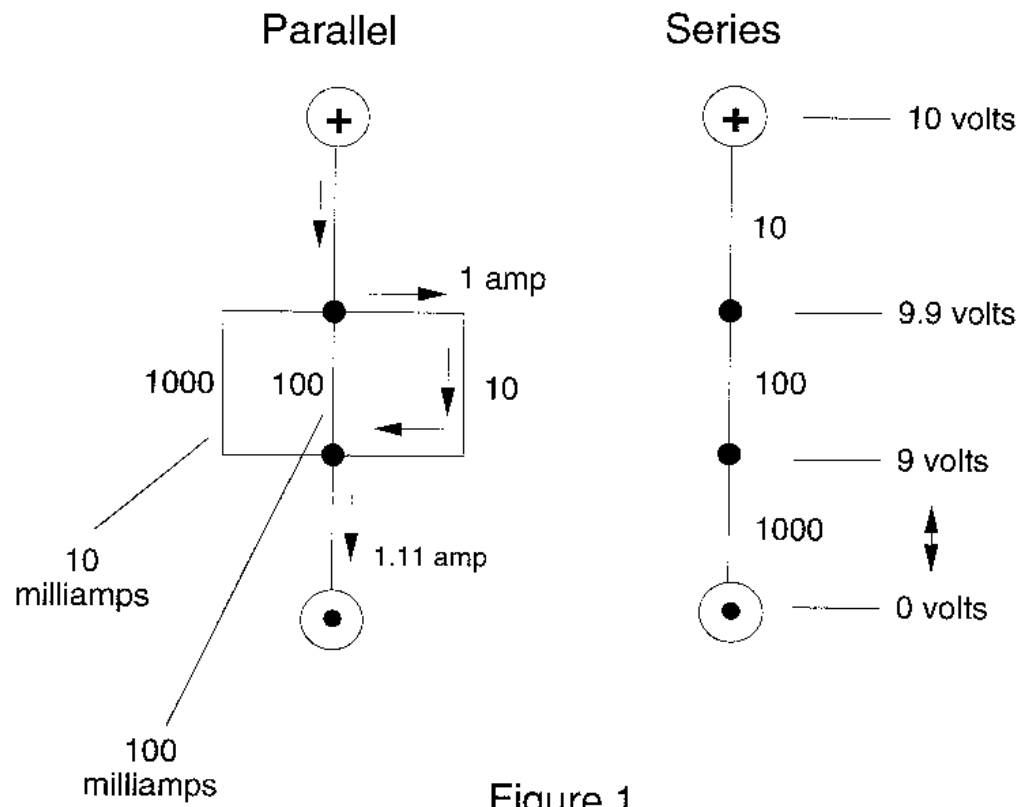 Parallel
Series
+
+
10 volts
10
1 amp
9.9 volts
1000
100
10
100
9 volts
1000
10
milliamps
1.11 amp
0 volts
100
milliamps
Figure 1